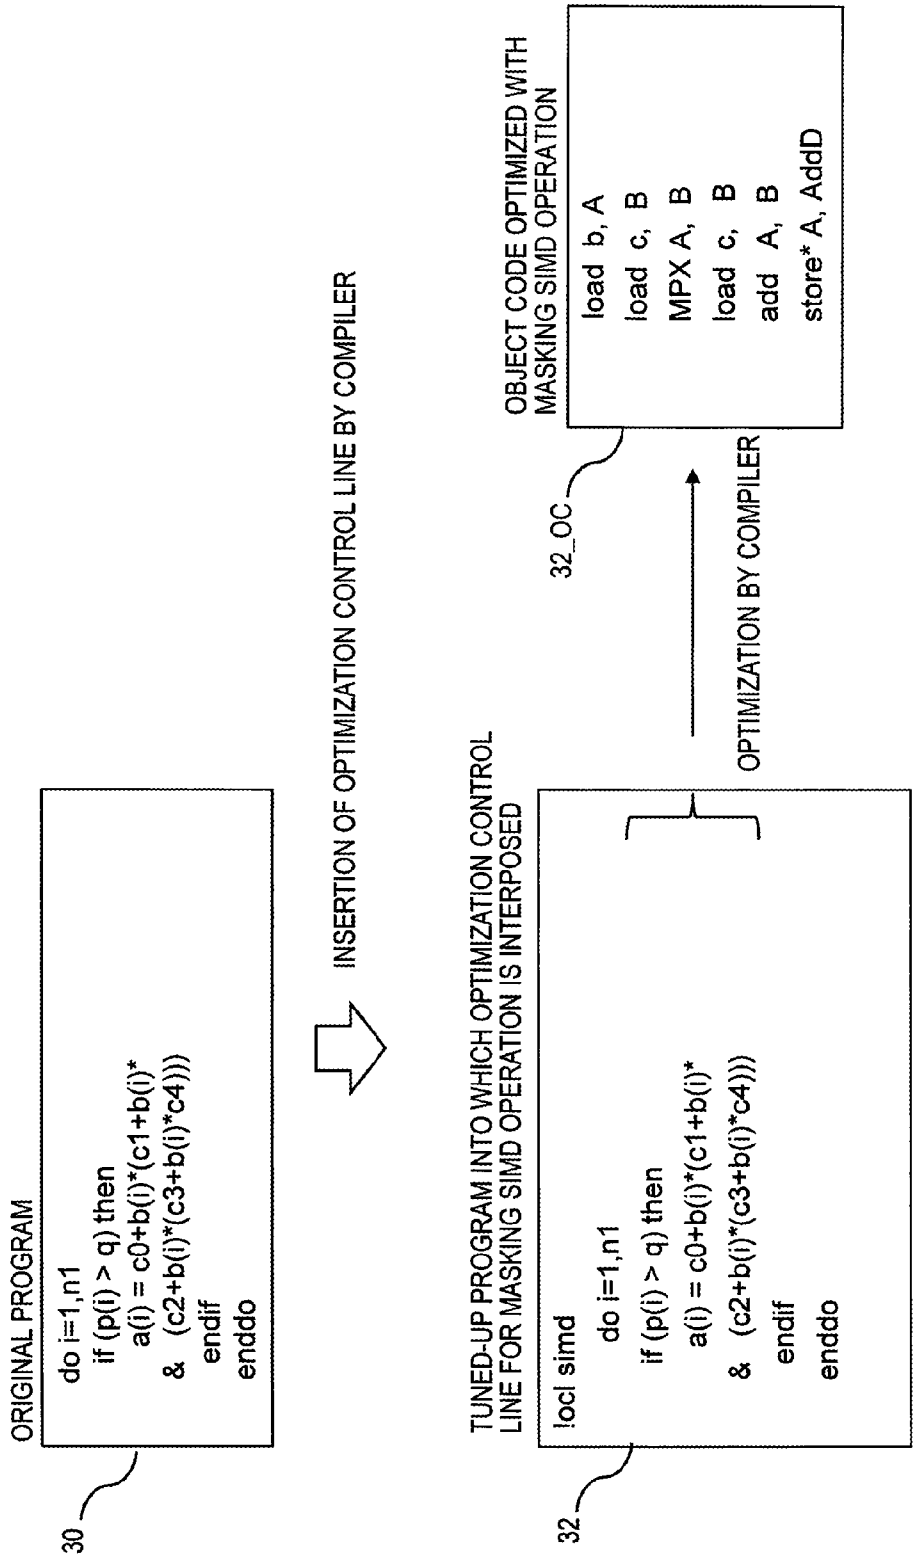 ORIGINAL PROGRAM
do i=1,n1
if (p(i) > q) then
a(i) = c0+b(i)*(c1+b(i)*
& (c2+b(i)*(c3+b(i)*c4)))
endif
enddo
30
INSERTION OF OPTIMIZATION CONTROL LINE BY COMPILER
TUNED-UP PROGRAM INTO WHICH OPTIMIZATION CONTROL
LINE FOR MASKING SIMD OPERATION IS INTERPOSED
!ocl simd
do i=1,n1
if (p(i) > q) then
a(i) = c0+b(i)*(c1+b(i)*
& (c2+b(i)*(c3+b(i)*c4)))
endif
enddo
32
OPTIMIZATION BY COMPILER
OBJECT CODE OPTIMIZED WITH
MASKING SIMD OPERATION
32_OC
load b, A
load c, B
MPX A, B
load c, B
add A, B
store* A, AddD